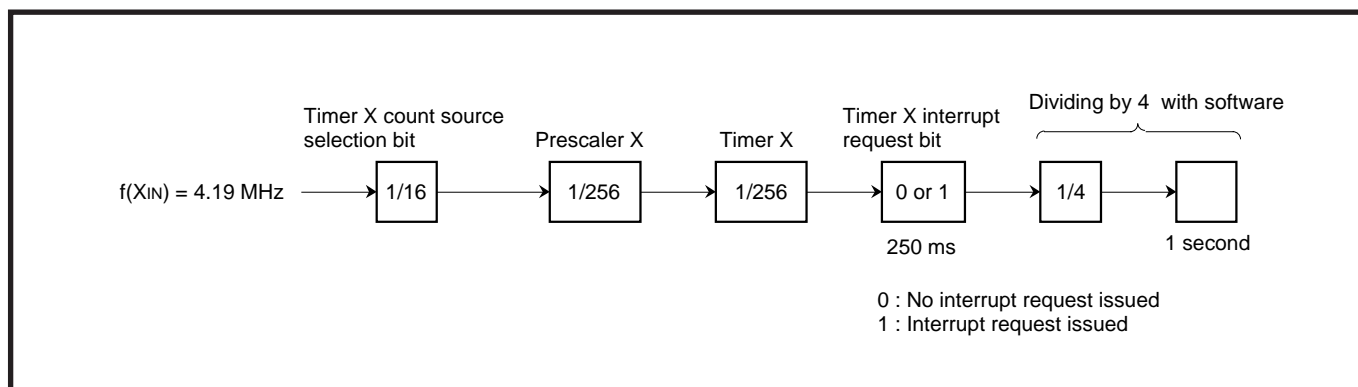 Dividing by 4 with software
Timer X count source
selection bit
Prescaler X
Timer X
Timer X interrupt
request bit
f(XIN) = 4.19 MHz
1/16
1/256
1/256
0 or 1
1/4
250 ms
1 second
0 : No interrupt request issued
1 : Interrupt request issued